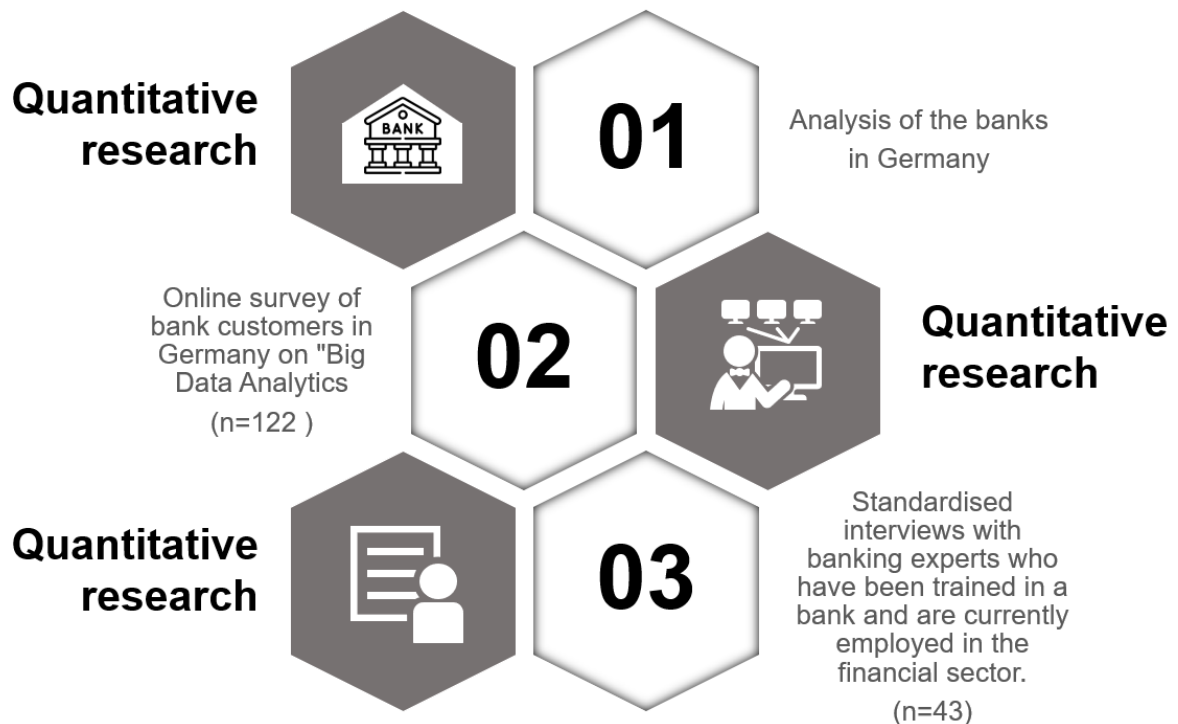 Quantitative
research
BANK
01
Analysis of the banks
in Germany
Online survey of
bank customers in
Germany on "Big
Data Analytics
(n=122 )
02
Quantitative
research
Quantitative
research
03
Standardised
interviews with
banking experts who
have been trained in a
bank and are currently
employed in the
financial sector.
(n=43)